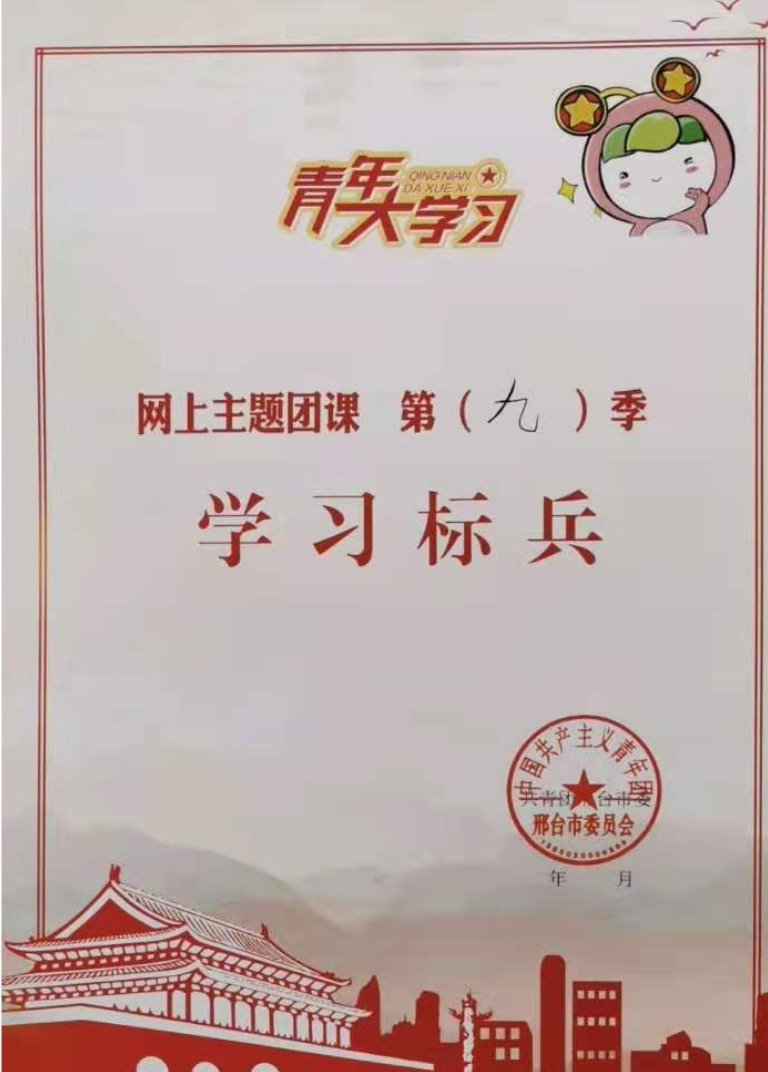 青年大学习
QINGNIAN
DA XUE XI
网上主题团课 第（九）季
学习标兵
中国共产主义青年团
共青团邢台市委
邢台市委员会
年 月